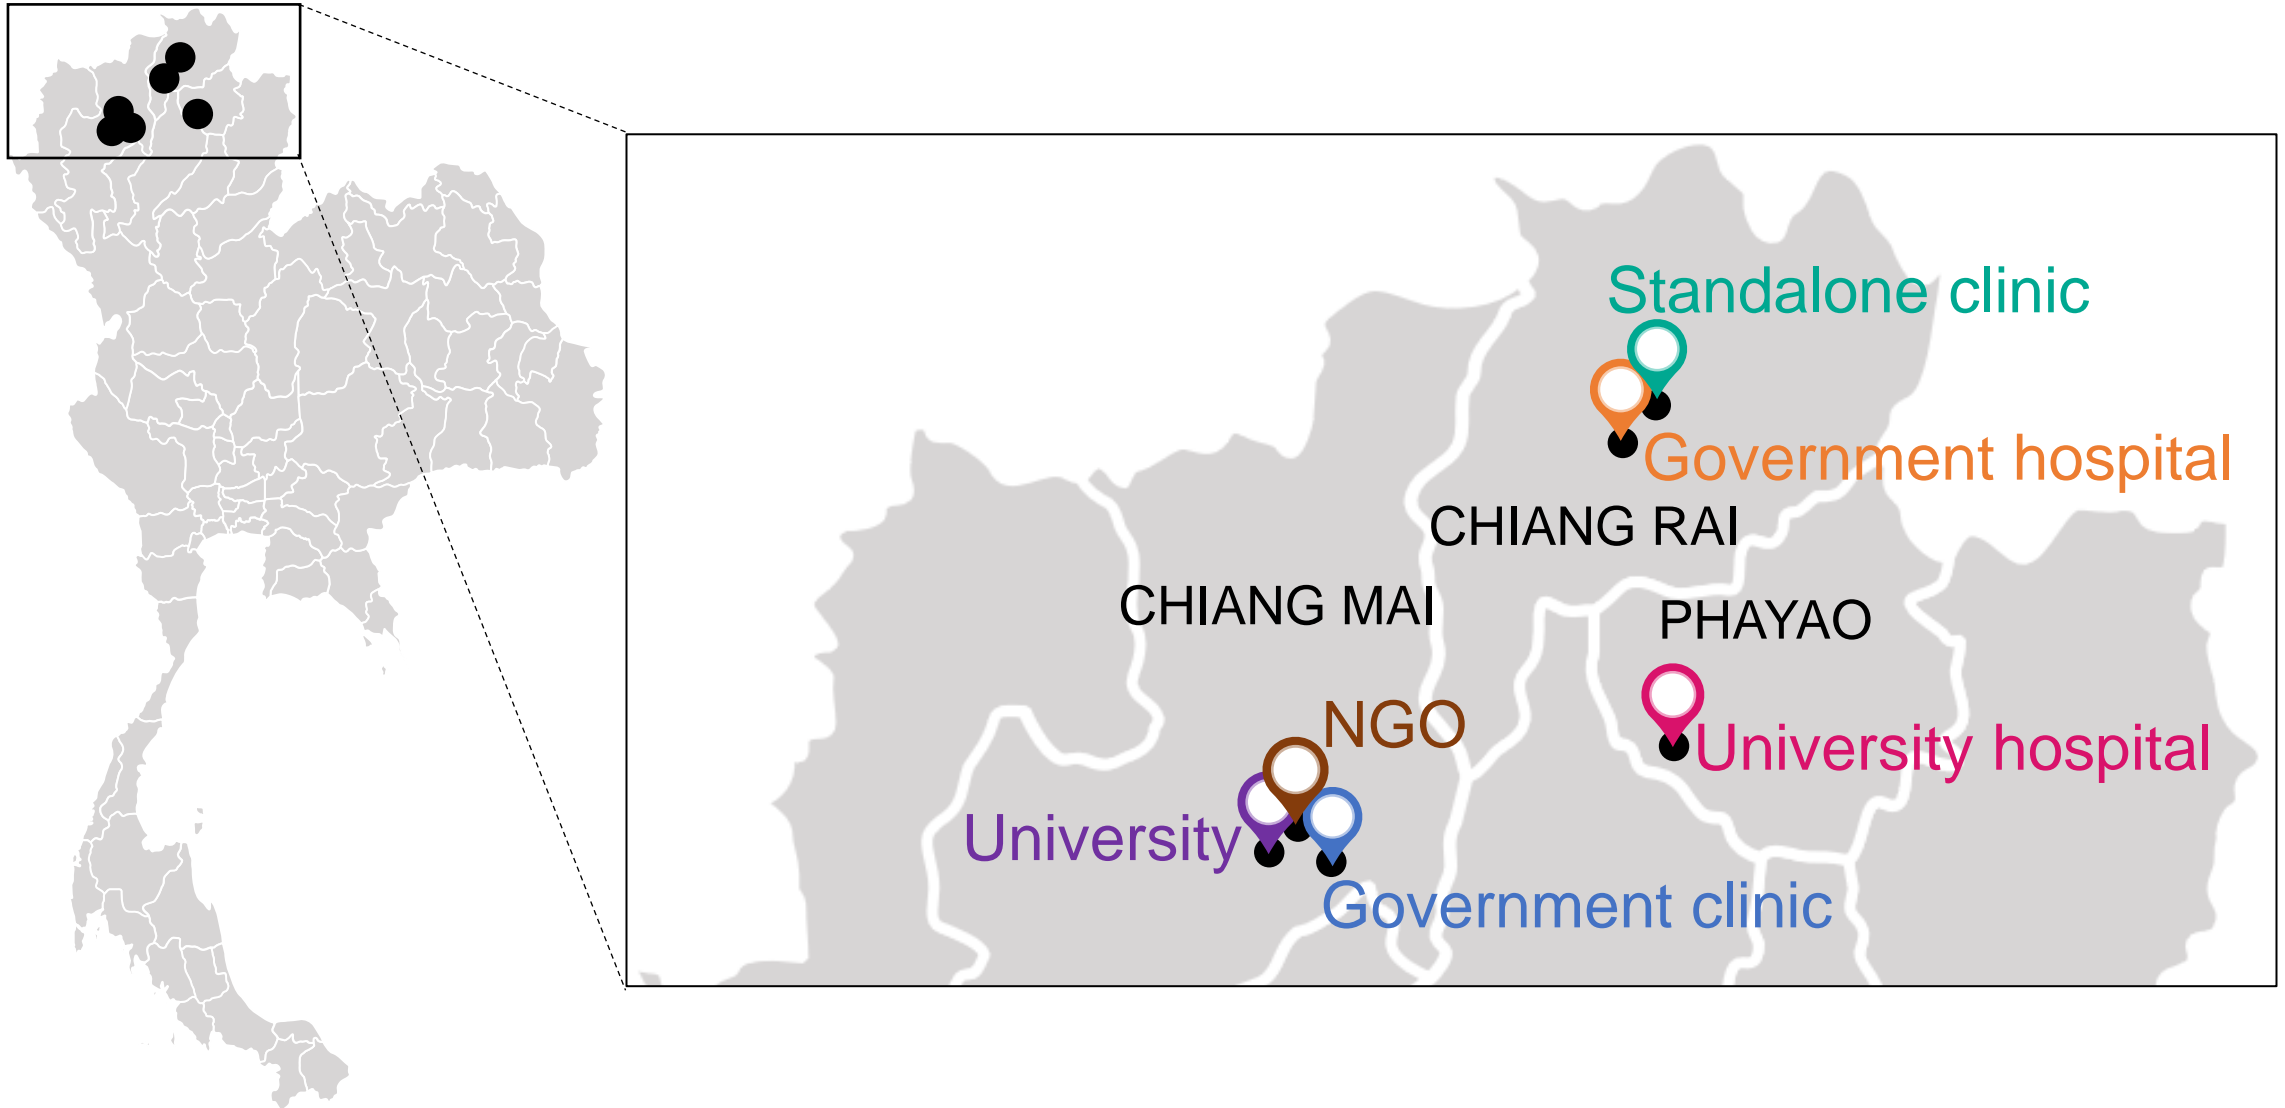 Standalone clinic
Government hospital
CHIANG RAI
CHIANG MAI
PHAYAO
NGO
University hospital
University
Government clinic